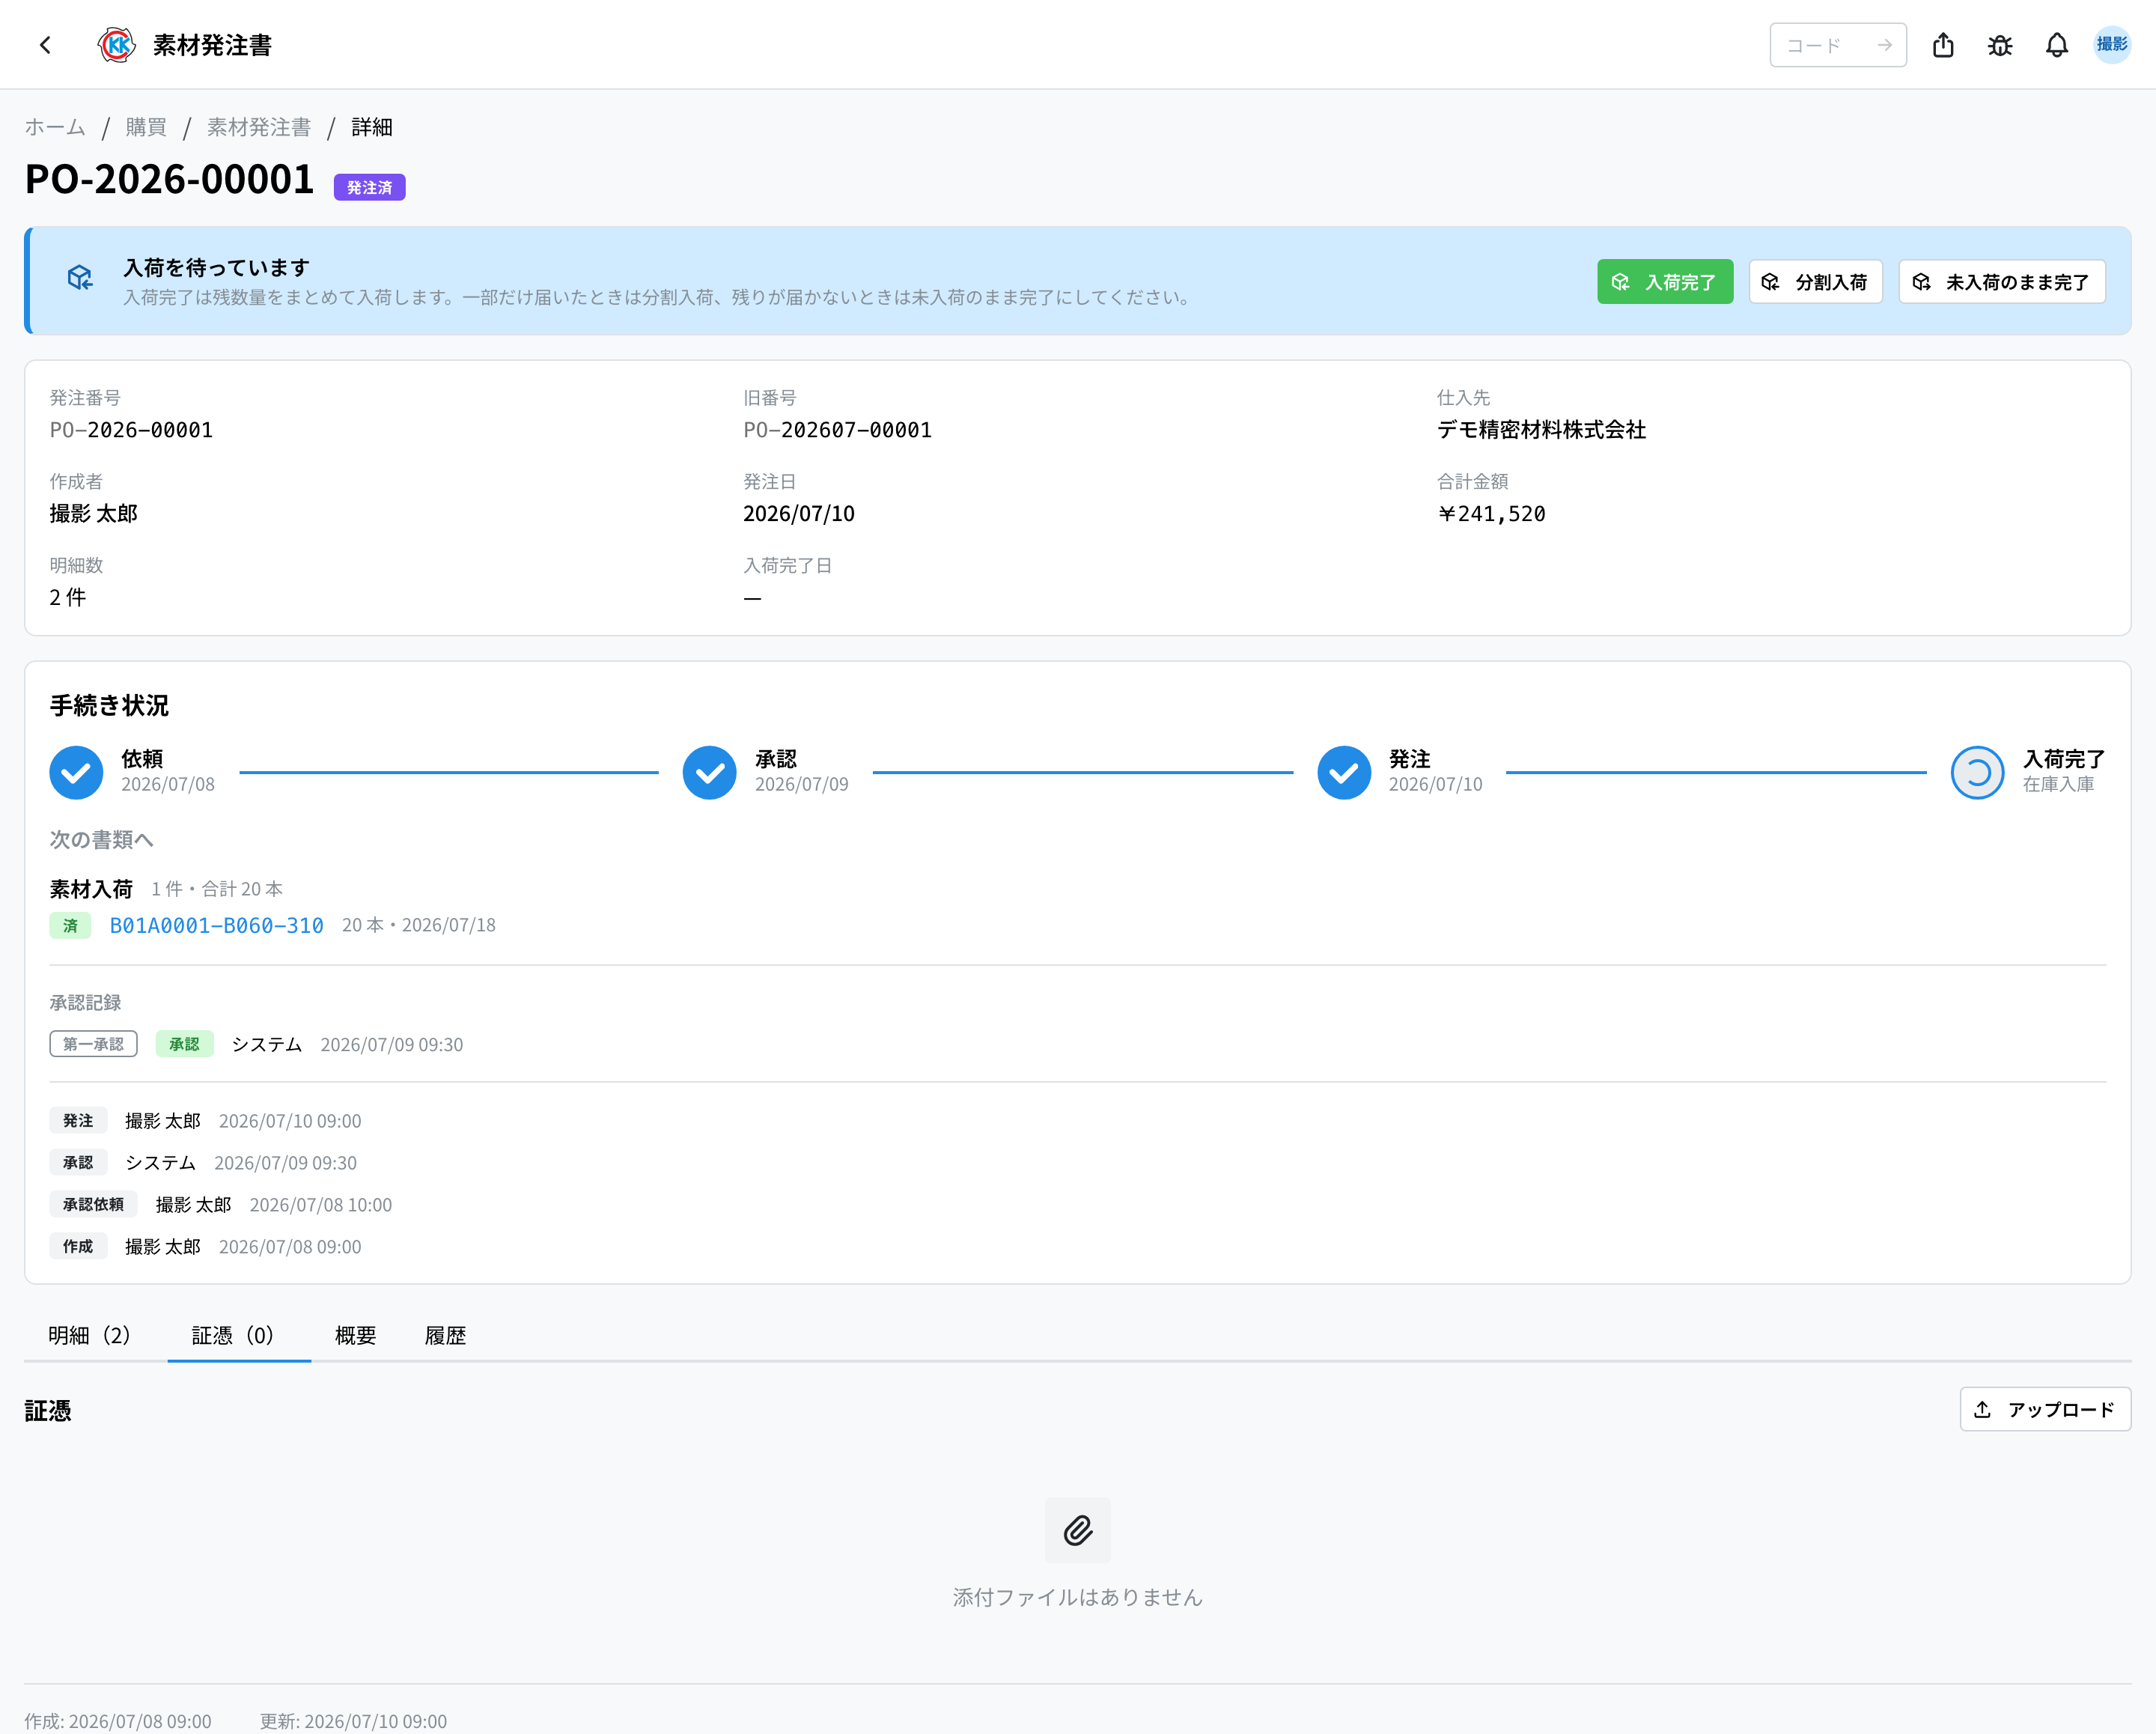 KK 素材発注書 コード 撮影
ホーム / 購買 / 素材発注書 / 詳細
PO-2026-00001 発注済
入荷を待っています
入荷完了は残数量をまとめて入荷します。一部だけ届いたときは分割入荷、残りが届かないときは未入荷のまま完了にしてください。
入荷完了 分割入荷 未入荷のまま完了
発注番号 旧番号 仕入先
PO-2026-00001 PO-202607-00001 デモ精密材料株式会社
作成者 発注日 合計金額
撮影 太郎 2026/07/10 ¥241,520
明細数 入荷完了日
2 件 —
手続き状況
依頼 承認 発注 入荷完了
2026/07/08 2026/07/09 2026/07/10 在庫入庫
次の書類へ
素材入荷 1 件・合計 20 本
済 B01A0001-B060-310 20 本・2026/07/18
承認記録
第一承認 承認 システム 2026/07/09 09:30
発注 撮影 太郎 2026/07/10 09:00
承認 システム 2026/07/09 09:30
承認依頼 撮影 太郎 2026/07/08 10:00
作成 撮影 太郎 2026/07/08 09:00
明細（2） 証憑（0） 概要 履歴
証憑 アップロード
添付ファイルはありません
作成: 2026/07/08 09:00 更新: 2026/07/10 09:00